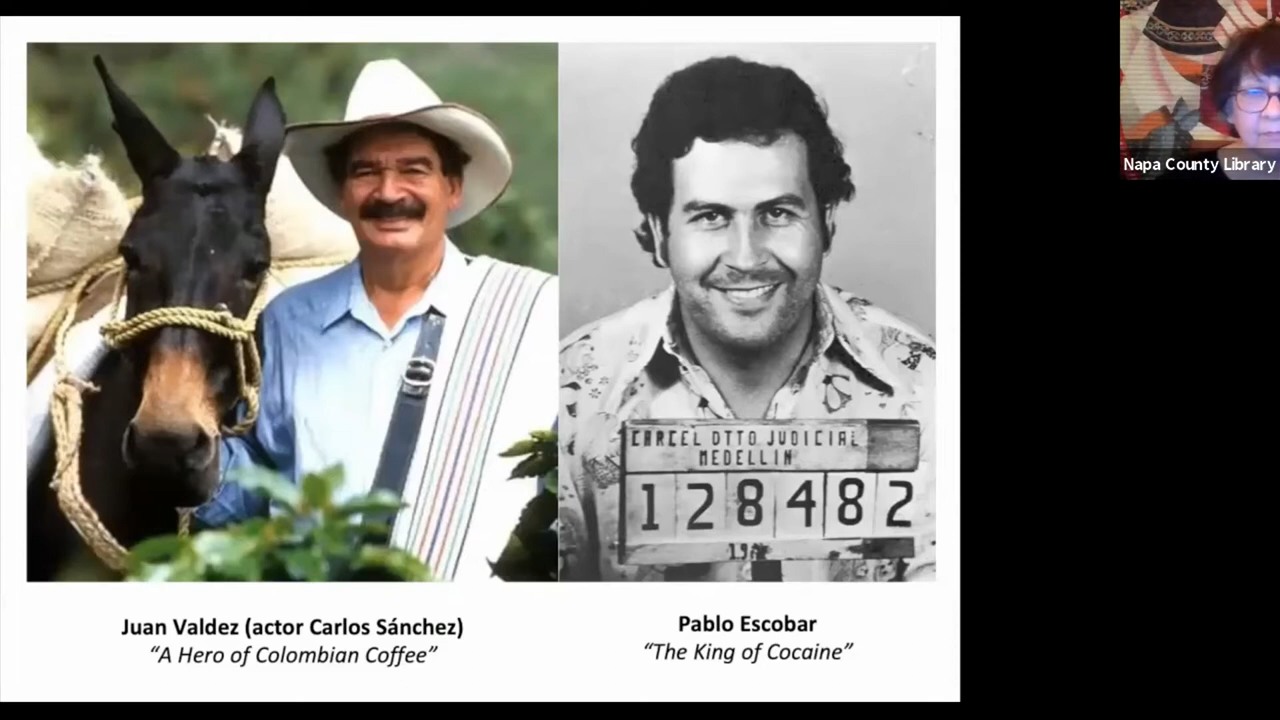 Napa County Library
CARCEL DTTO JUDICIAL
MEDELLIN
128482
Juan Valdez (actor Carlos Sánchez)
“A Hero of Colombian Coffee”
Pablo Escobar
“The King of Cocaine”